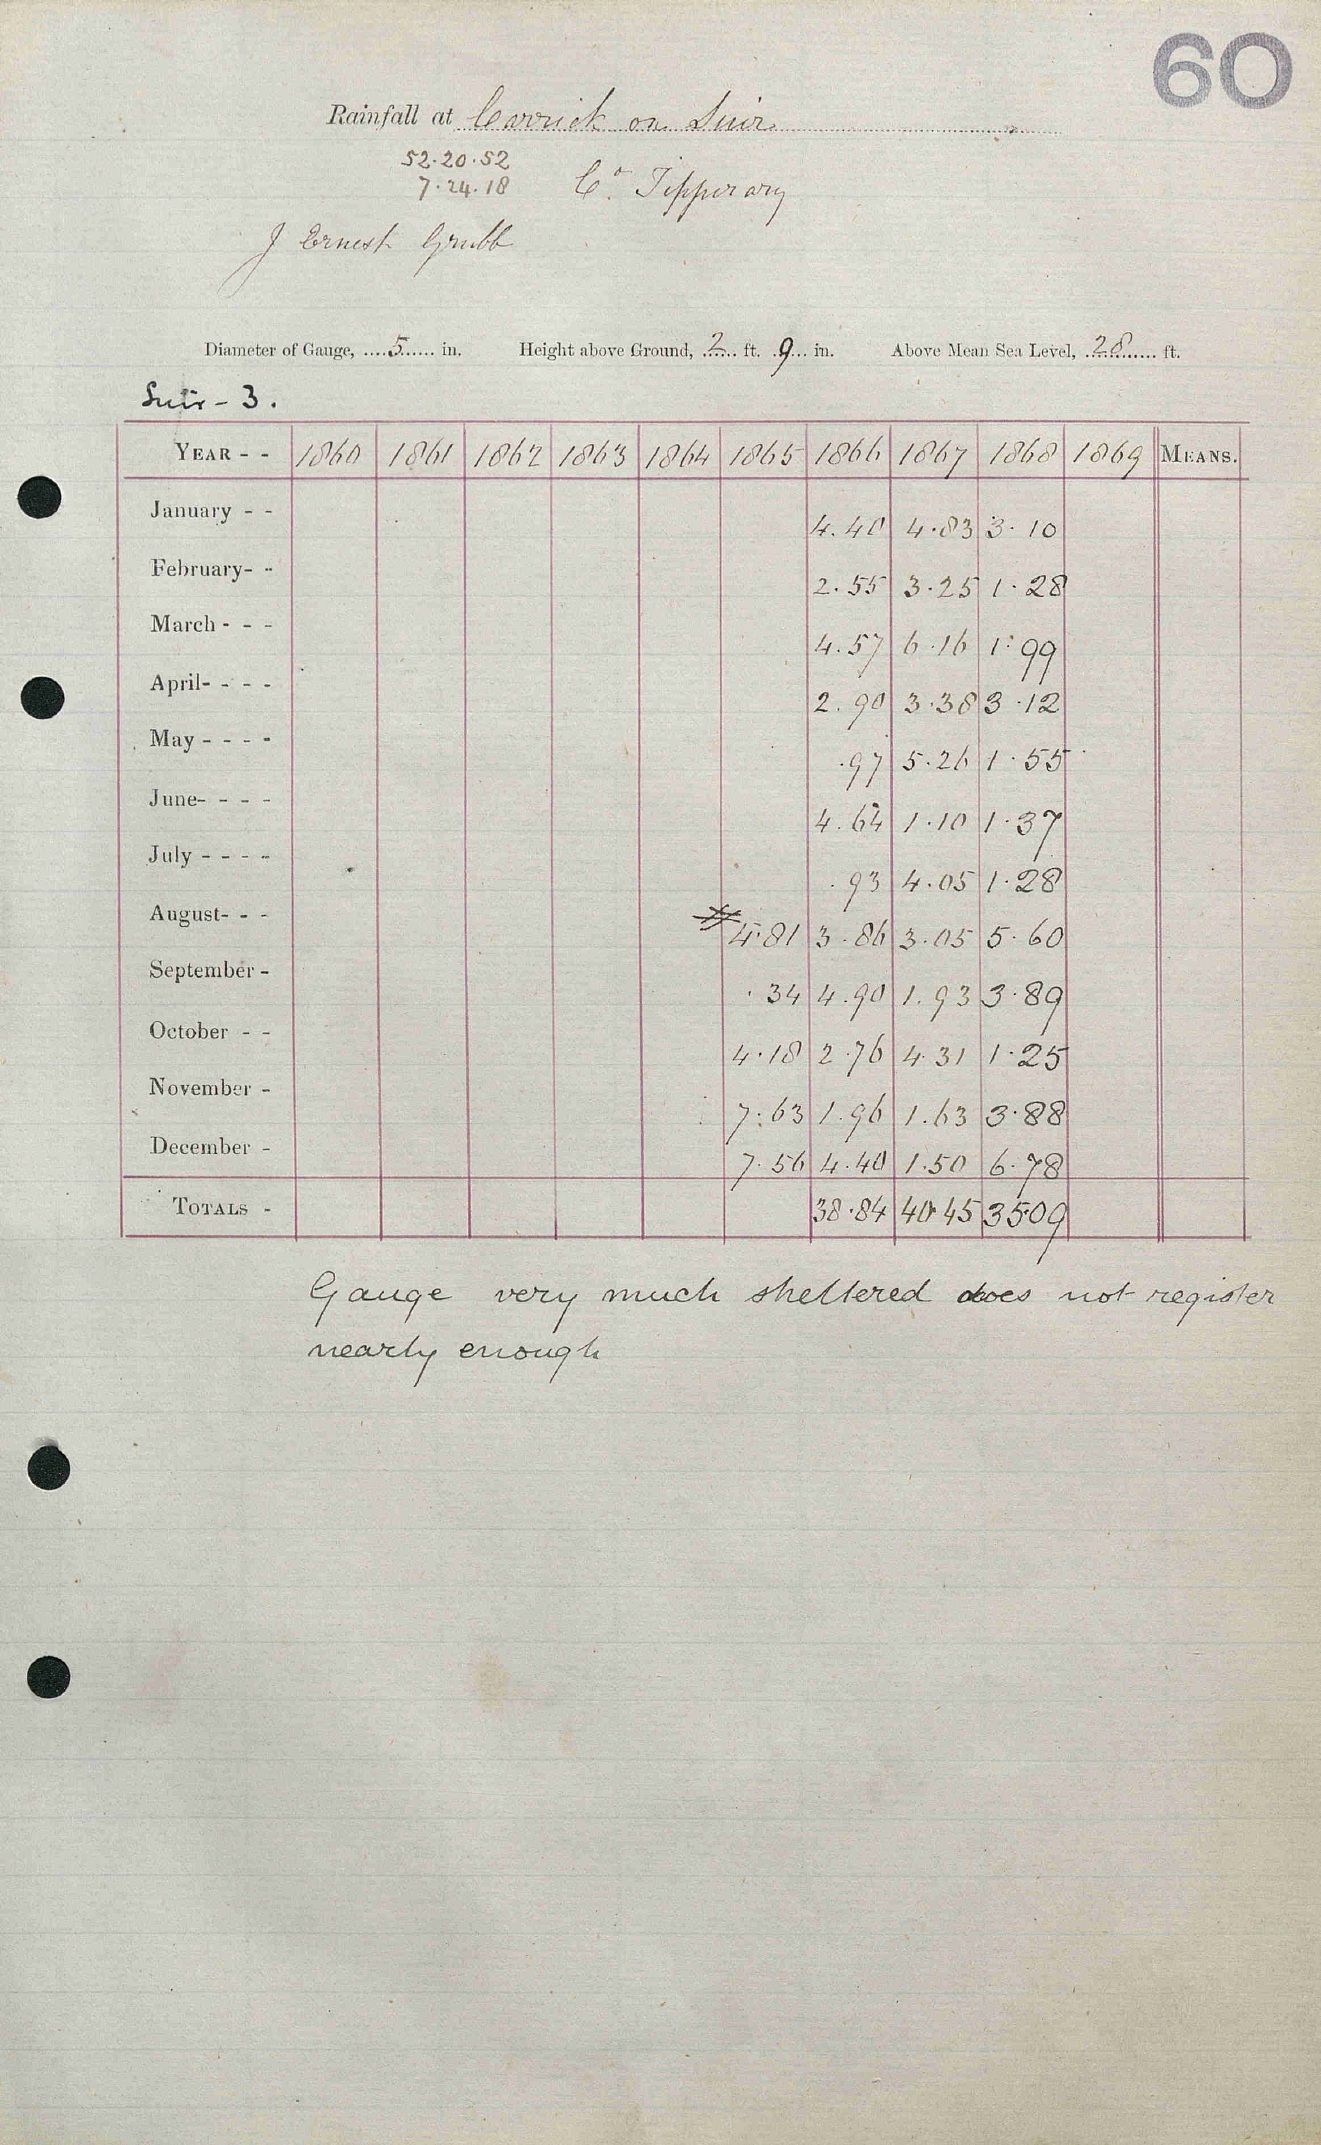 60
Rainfall at Carrick on Suir
52.20.52
7.24.18 Co. Tipperary
J Ernest Grubb
Diameter of Gauge, 5 in. Height above Ground, 2 ft. 9 in. Above Mean Sea Level, 28 ft.
Suir - 3.
YEAR - - 1860 1861 1862 1863 1864 1865 1866 1867 1868 1869 MEANS.
January - - 4.40 4.83 3.10
February - - 2.55 3.25 1.28
March - - - 4.57 6.16 1.99
April - - - - 2.90 3.38 3.12
May - - - - .97 5.26 1.55
June - - - - 4.64 1.10 1.37
July - - - - .93 4.05 1.28
August - - - # 4.81 3.86 3.05 5.60
September - .34 4.90 1.93 3.89
October - - 4.18 2.76 4.31 1.25
November - 7.63 1.96 1.63 3.88
December - 7.56 4.40 1.50 6.78
TOTALS - 38.84 40.45 35.09
Gauge very much sheltered does not register
nearly enough